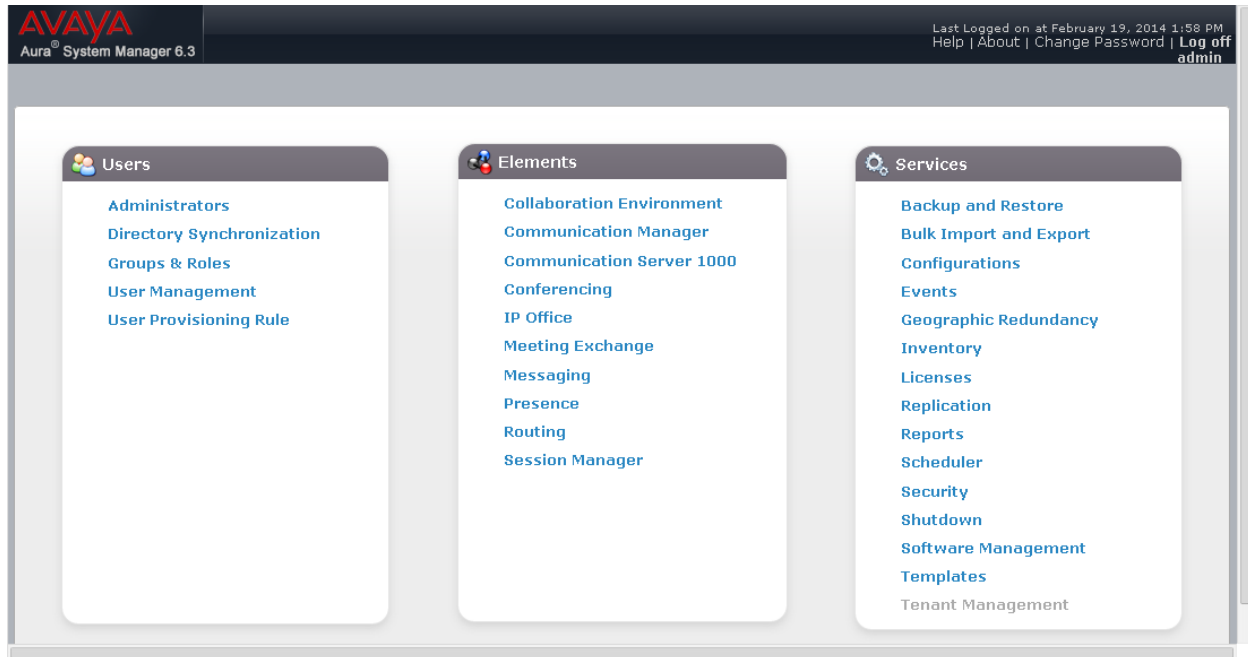 AVAYA
Aura® System Manager 6.3
Last Logged on at February 19, 2014 1:58 PM
Help | About | Change Password | Log off
admin
Users
Administrators
Directory Synchronization
Groups & Roles
User Management
User Provisioning Rule
Elements
Collaboration Environment
Communication Manager
Communication Server 1000
Conferencing
IP Office
Meeting Exchange
Messaging
Presence
Routing
Session Manager
Services
Backup and Restore
Bulk Import and Export
Configurations
Events
Geographic Redundancy
Inventory
Licenses
Replication
Reports
Scheduler
Security
Shutdown
Software Management
Templates
Tenant Management